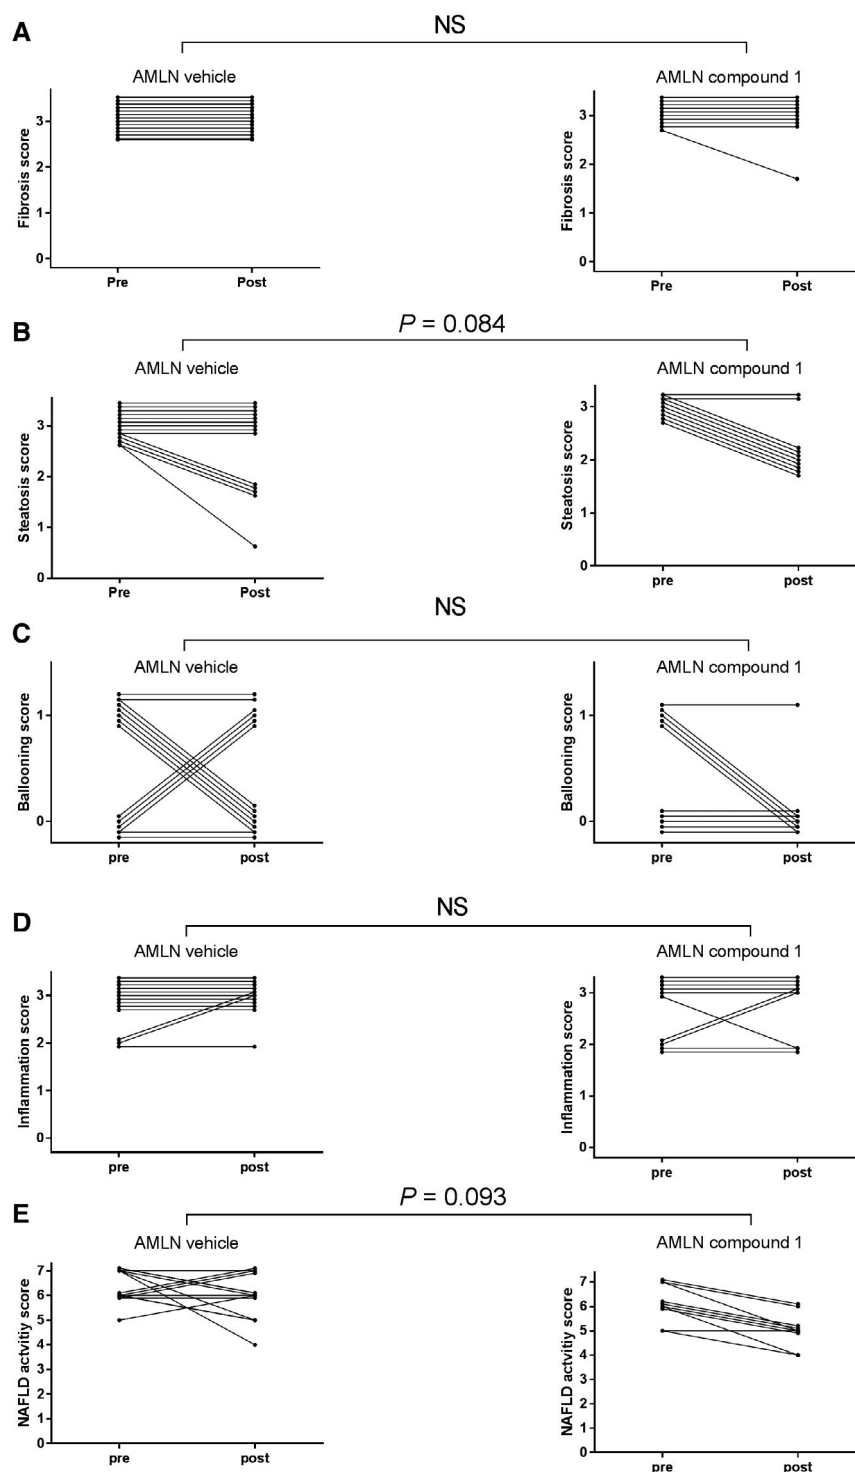 A
NS
AMLN vehicle
AMLN compound 1
Fibrosis score
3
2
1
0
Pre
Post
Fibrosis score
3
2
1
0
Pre
Post
B
P = 0.084
AMLN vehicle
AMLN compound 1
Steatosis score
3
2
1
0
Pre
Post
Steatosis score
3
2
1
0
pre
post
C
NS
AMLN vehicle
AMLN compound 1
Ballooning score
1
0
pre
post
Ballooning score
1
0
pre
post
D
NS
AMLN vehicle
AMLN compound 1
Inflammation score
3
2
1
0
pre
post
Inflammation score
3
2
1
0
pre
post
E
P = 0.093
AMLN vehicle
AMLN compound 1
NAFLD actvitiy score
7
6
5
4
3
2
1
0
pre
post
NAFLD actvitiy score
7
6
5
4
3
2
1
0
pre
post